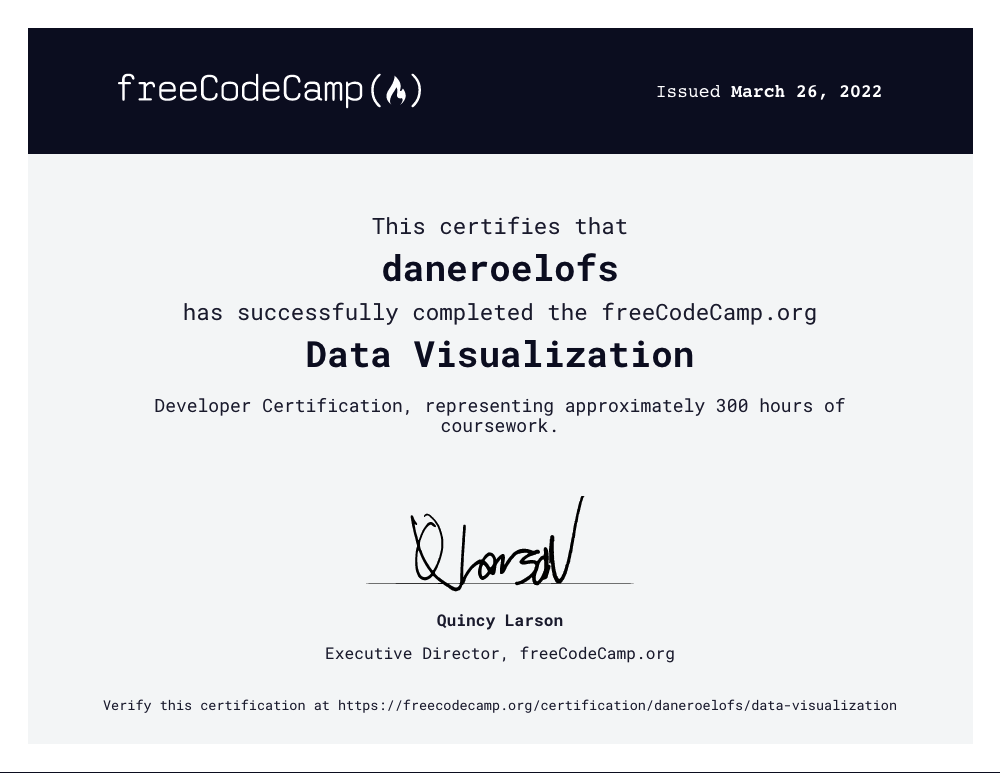 freeCodeCamp(🔥)
Issued March 26, 2022
This certifies that
daneroelofs
has successfully completed the freeCodeCamp.org
Data Visualization
Developer Certification, representing approximately 300 hours of
coursework.
Q Larson
Quincy Larson
Executive Director, freeCodeCamp.org
Verify this certification at https://freecodecamp.org/certification/daneroelofs/data-visualization